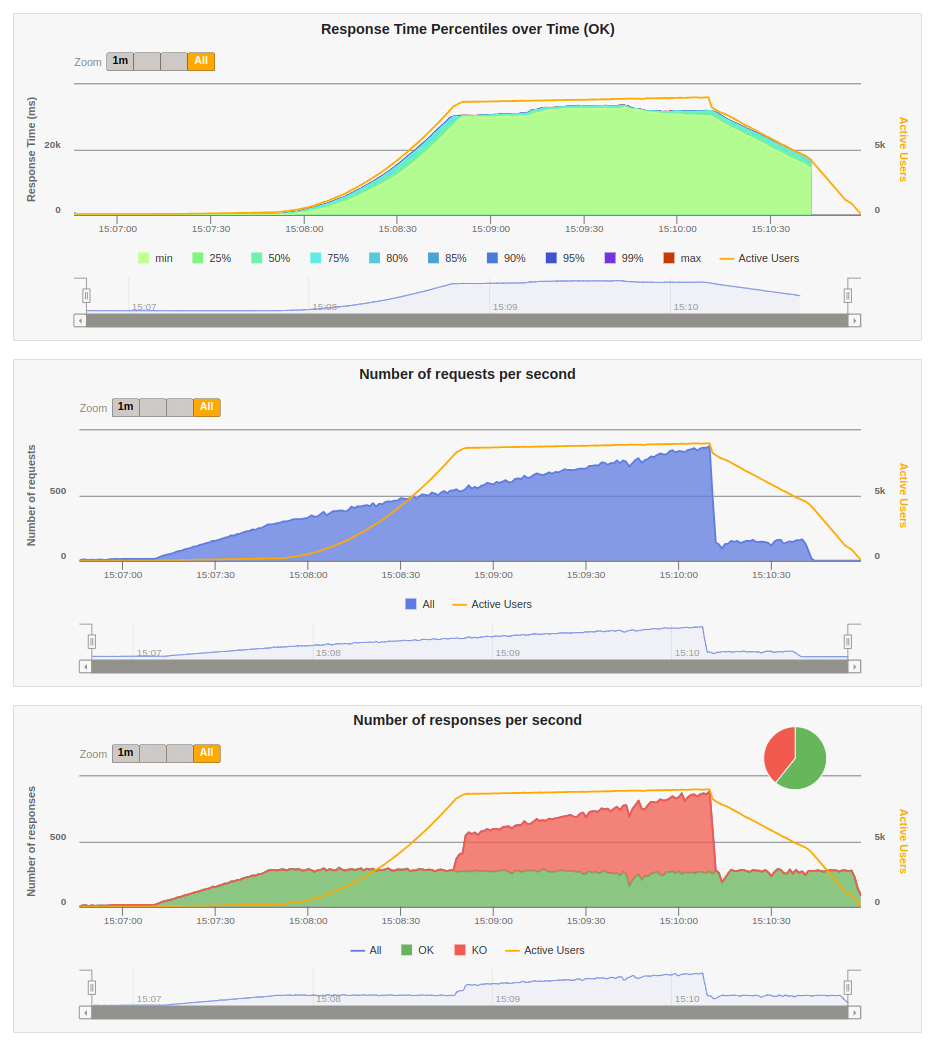 Response Time Percentiles over Time (OK)
Zoom 1m All
Response Time (ms)
20k
0
Active Users
5k
0
15:07:00 15:07:30 15:08:00 15:08:30 15:09:00 15:09:30 15:10:00 15:10:30
min 25% 50% 75% 80% 85% 90% 95% 99% max Active Users
15:07 15:08 15:09 15:10
Number of requests per second
Zoom 1m All
Number of requests
500
0
Active Users
5k
0
15:07:00 15:07:30 15:08:00 15:08:30 15:09:00 15:09:30 15:10:00 15:10:30
All Active Users
15:07 15:08 15:09 15:10
Number of responses per second
Zoom 1m All
Number of responses
500
0
Active Users
5k
0
15:07:00 15:07:30 15:08:00 15:08:30 15:09:00 15:09:30 15:10:00 15:10:30
All OK KO Active Users
15:07 15:08 15:09 15:10